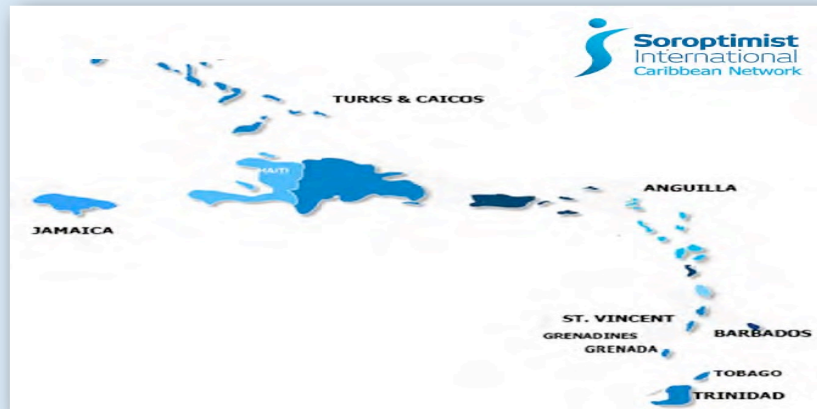 Soroptimist
International
Caribbean Network
TURKS & CAICOS
HAITI
ANGUILLA
JAMAICA
ST. VINCENT
GRENADINES
BARBADOS
GRENADA
TOBAGO
TRINIDAD